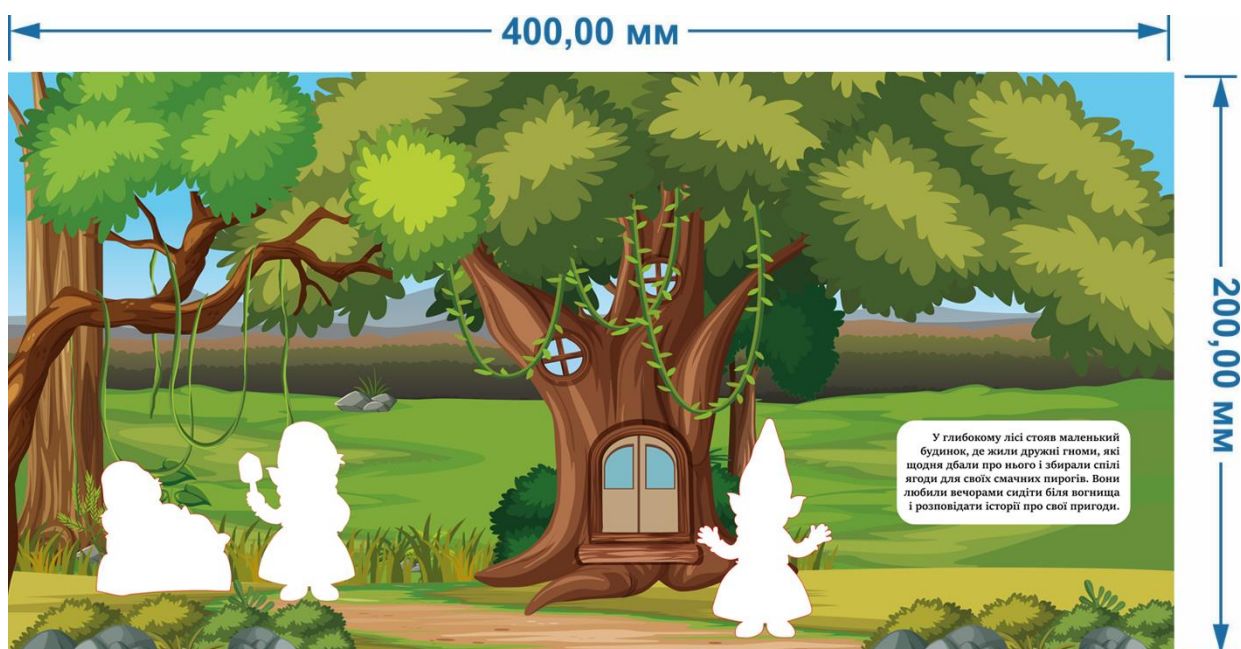 400,00 мм
200,00 мм
У глибокому лісі стояв маленький
будинок, де жили дружні гноми, які
щодня дбали про нього і збирали спілі
ягоди для своїх смачних пирогів. Вони
любили вечорами сидіти біля вогнища
і розповідати історії про свої пригоди.